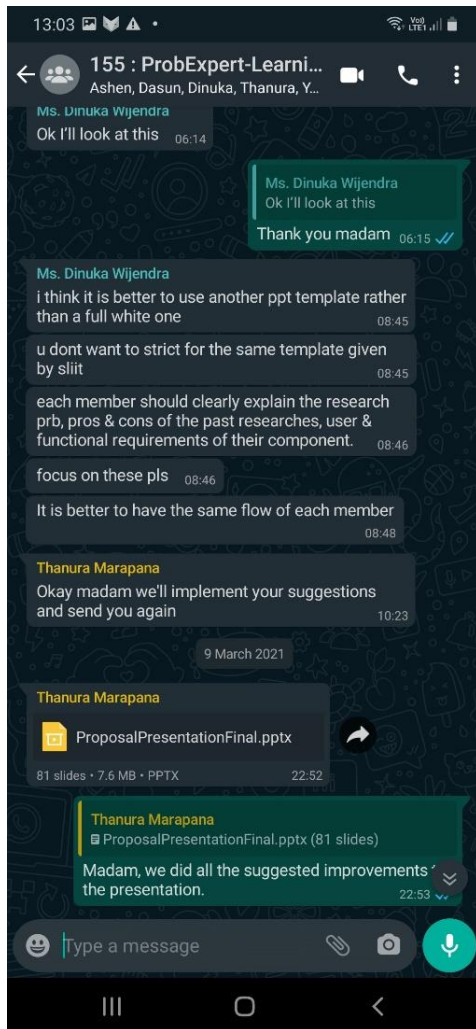 13:03
Vo))
LTE1
155 : ProbExpert-Learni...
Ashen, Dasun, Dinuka, Thanura, Y...
Ms. Dinuka Wijendra
Ok I'll look at this 06:14
Ms. Dinuka Wijendra
Ok I'll look at this
Thank you madam 06:15
Ms. Dinuka Wijendra
i think it is better to use another ppt template rather
than a full white one
08:45
u dont want to strict for the same template given
by sliit
08:45
each member should clearly explain the research
prb, pros & cons of the past researches, user &
functional requirements of their component. 08:46
focus on these pls 08:46
It is better to have the same flow of each member
08:48
Thanura Marapana
Okay madam we'll implement your suggestions
and send you again
10:23
9 March 2021
Thanura Marapana
ProposalPresentationFinal.pptx
81 slides • 7.6 MB • PPTX 22:52
Thanura Marapana
ProposalPresentationFinal.pptx (81 slides)
Madam, we did all the suggested improvements
the presentation.
22:53
Type a message